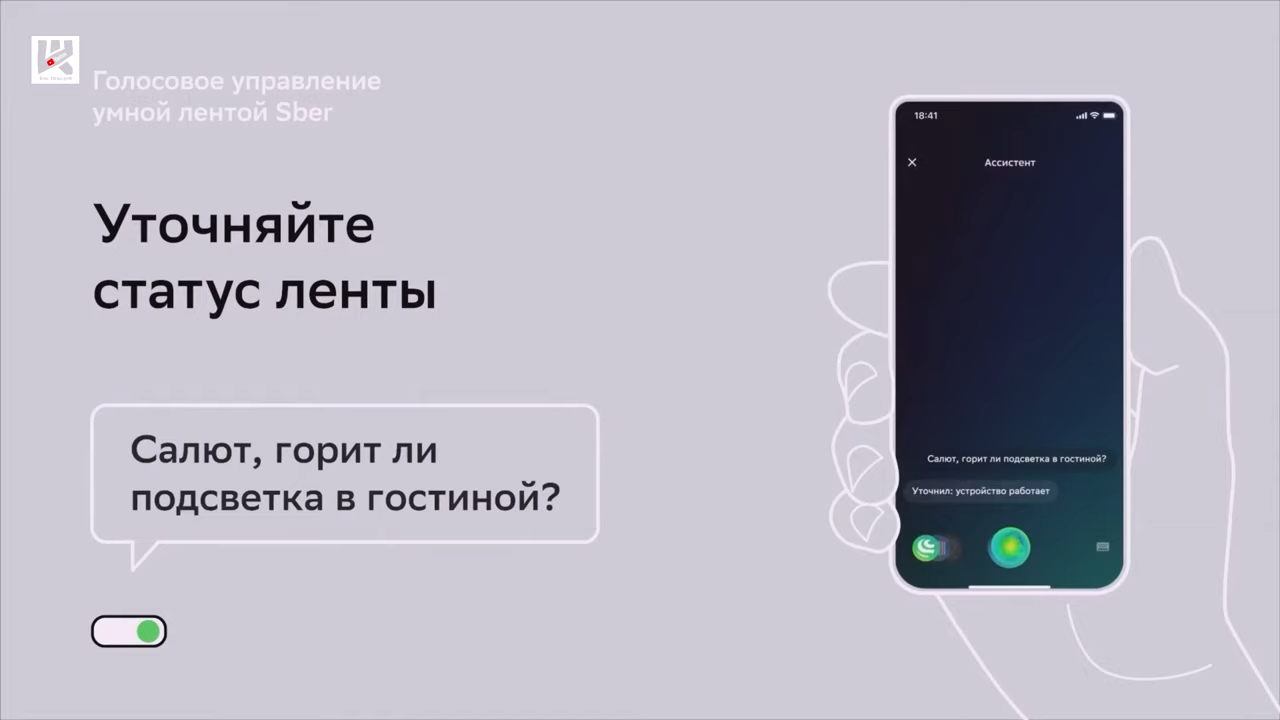 Голосовое управление
умной лентой Sber
Уточняйте
статус ленты
Салют, горит ли
подсветка в гостиной?
18:41
Ассистент
Салют, горит ли подсветка в гостиной?
Уточнил: устройство работает